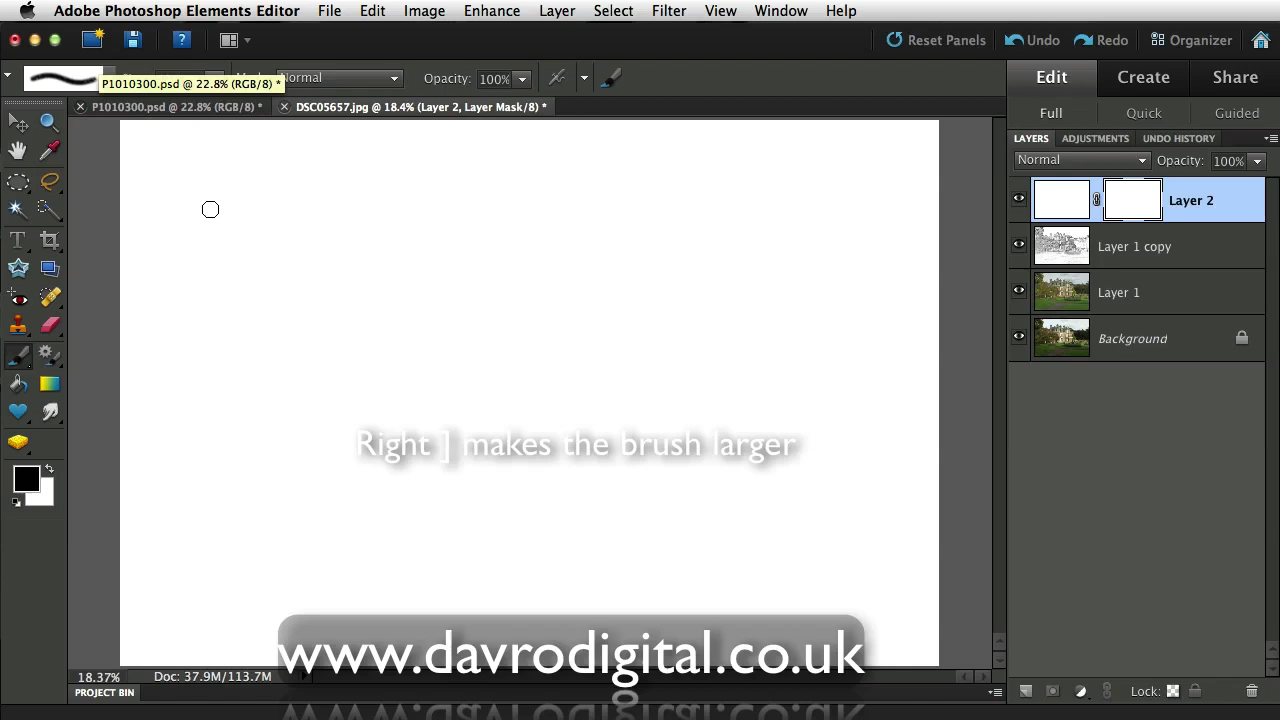 Adobe Photoshop Elements Editor File Edit Image Enhance Layer Select Filter View Window Help
Reset Panels Undo Redo Organizer
Normal Opacity: 100%
P1010300.psd @ 22.8% (RGB/8) *
Edit Create Share
P1010300.psd @ 22.8% (RGB/8) * DSC05657.jpg @ 18.4% (Layer 2, Layer Mask/8) *
Full Quick Guided
LAYERS ADJUSTMENTS UNDO HISTORY
Normal Opacity: 100%
Layer 2
Layer 1 copy
Layer 1
Background
Right ] makes the brush larger
www.davrodigital.co.uk
18.37% Doc: 37.9M/113.7M
PROJECT BIN
Lock: